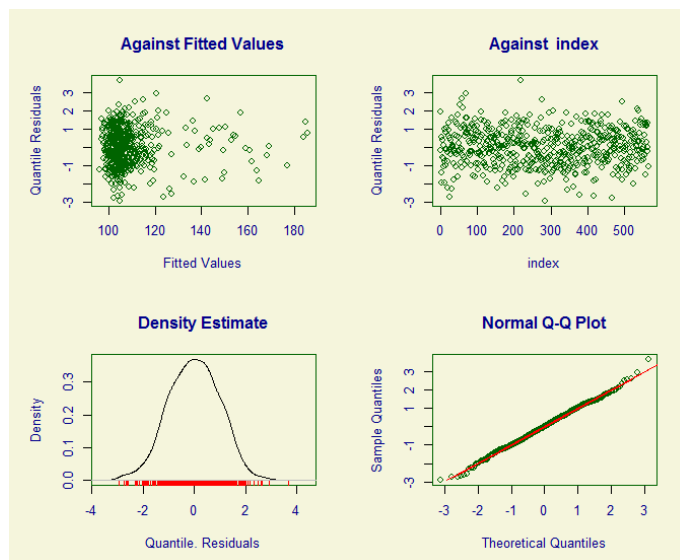 Against Fitted Values
Quantile Residuals
3
2
1
-1
-3
100 120 140 160 180
Fitted Values
Against index
Quantile Residuals
3
2
1
-1
-3
0 100 200 300 400 500
index
Density Estimate
Density
0.3
0.2
0.1
0.0
-4 -2 0 2 4
Quantile. Residuals
Normal Q-Q Plot
Sample Quantiles
3
2
1
-1
-3
-3 -2 -1 0 1 2 3
Theoretical Quantiles